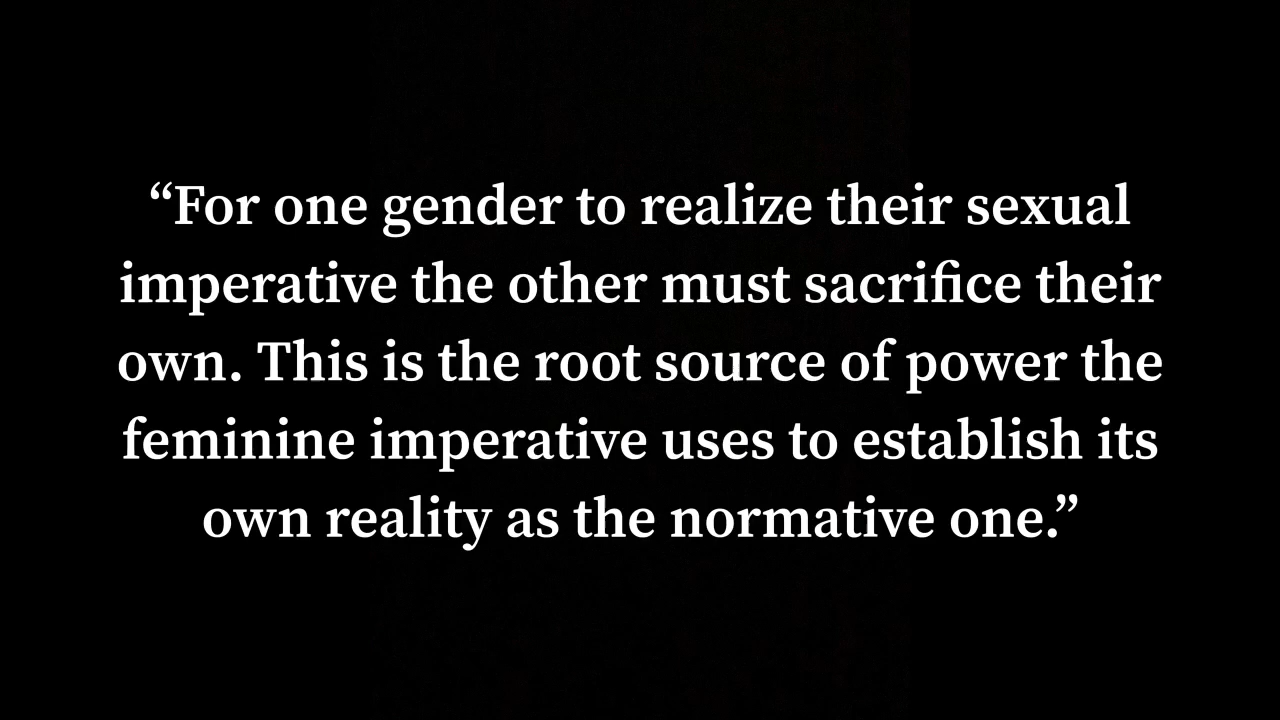 “For one gender to realize their sexual
imperative the other must sacrifice their
own. This is the root source of power the
feminine imperative uses to establish its
own reality as the normative one.”